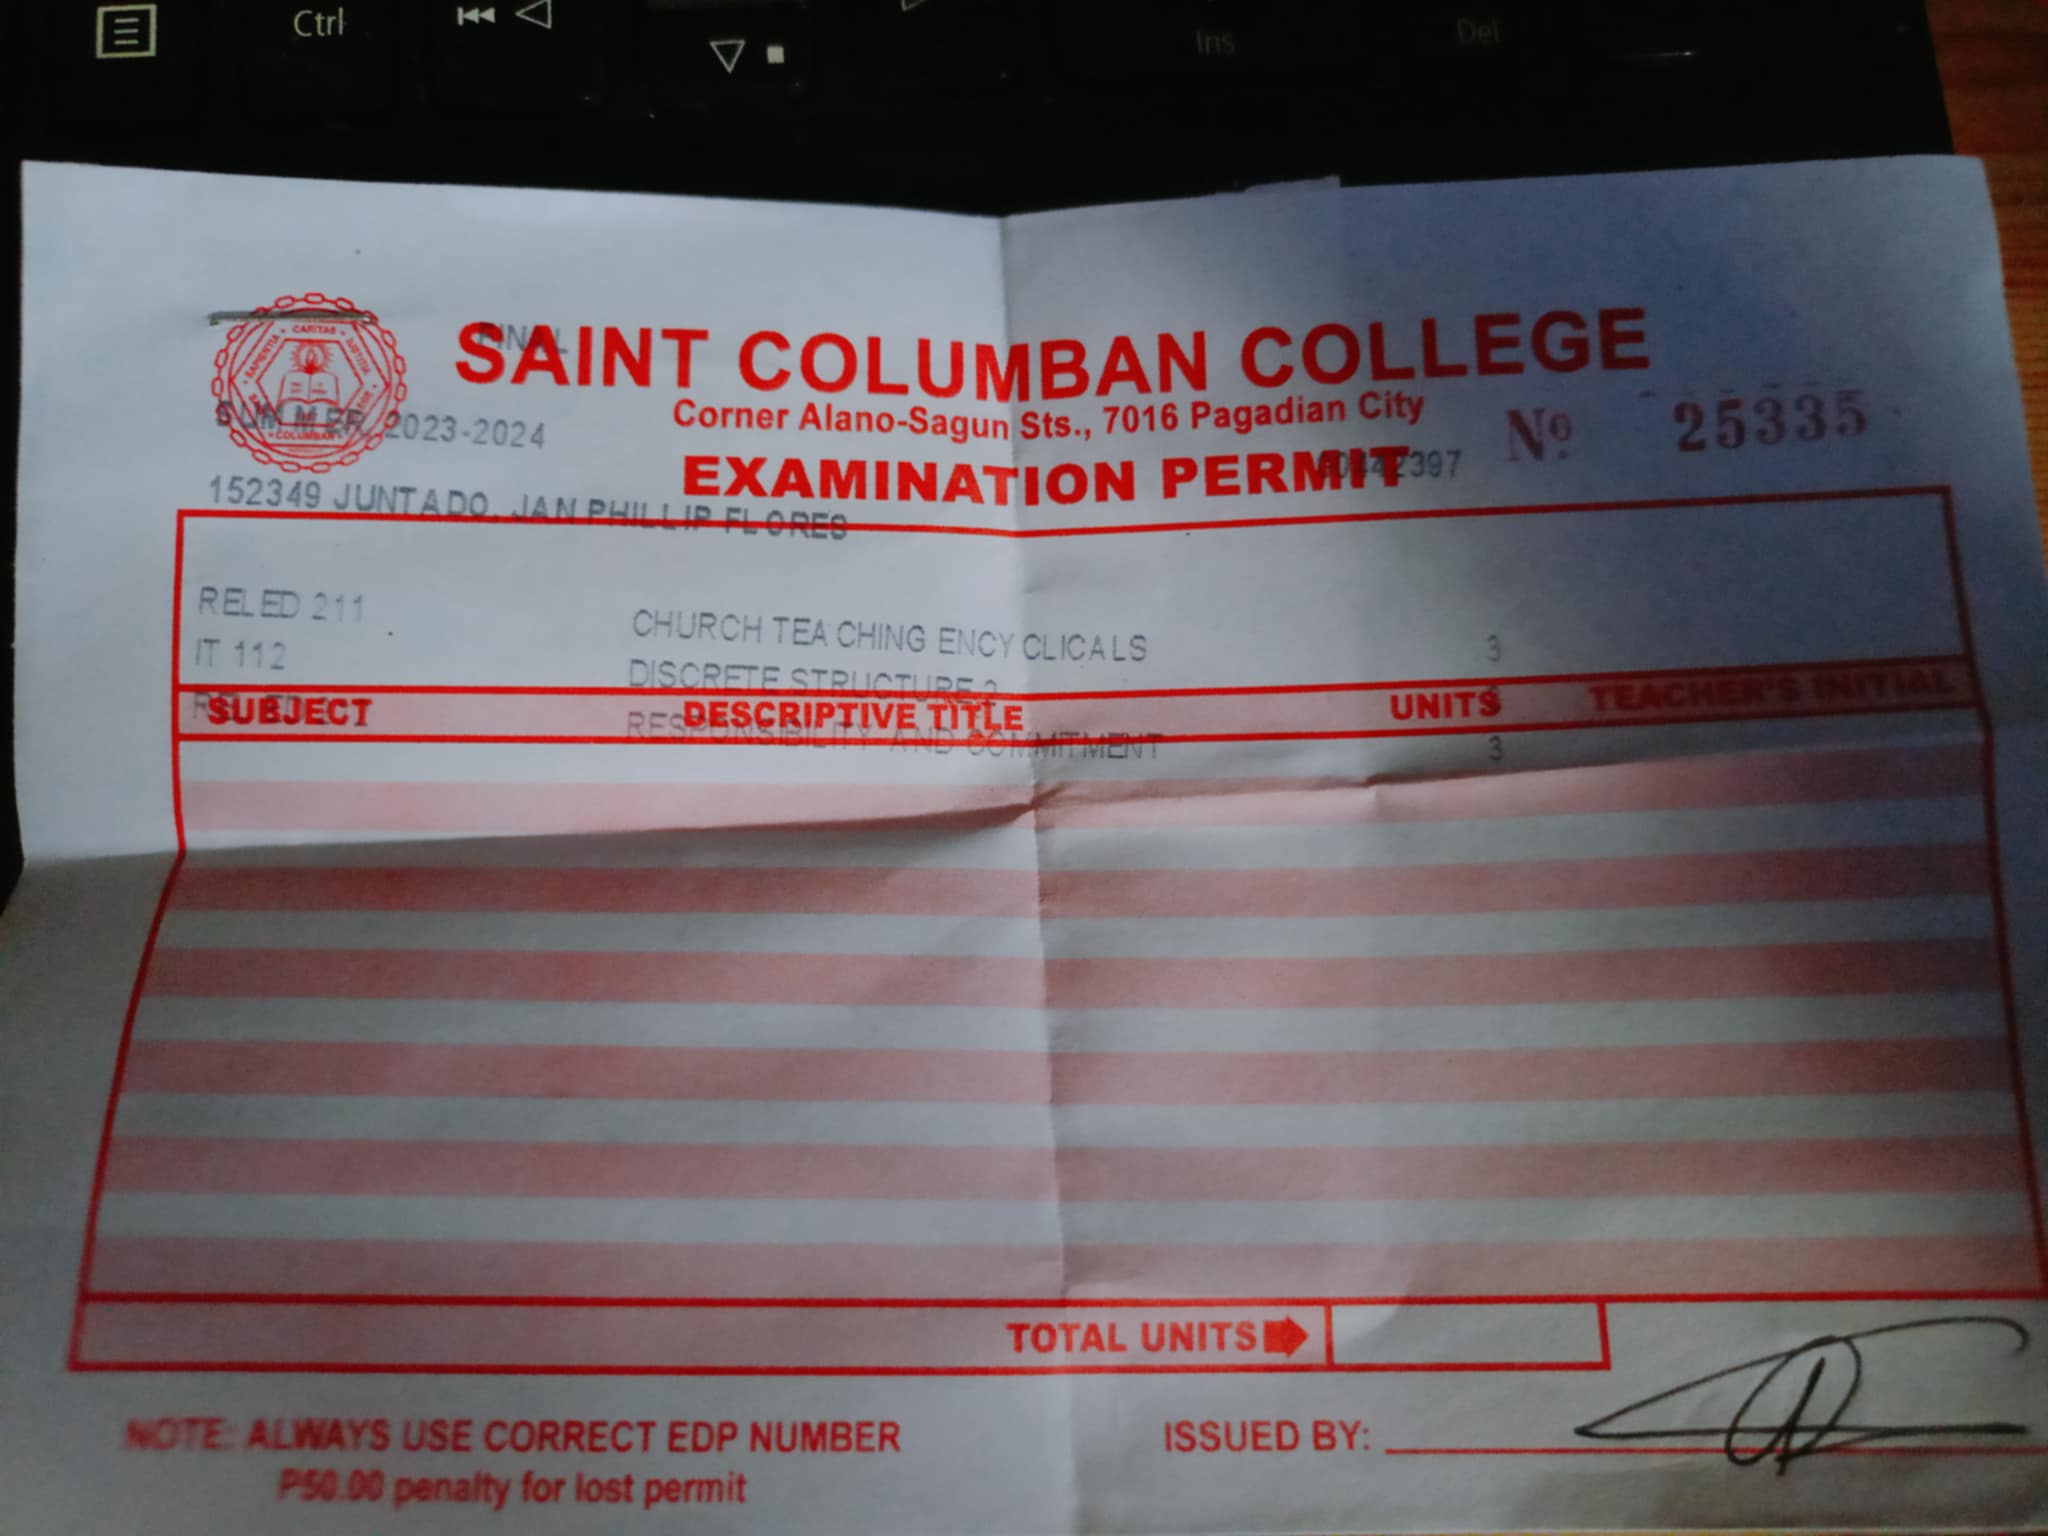 Ctrl
Ins
Del
FINAL
SAINT COLUMBAN COLLEGE
CARITAS
SAPIENTIA
COLUMBAN
Corner Alano-Sagun Sts., 7016 Pagadian City
Nº 25335
SUMMER, 2023-2024
EXAMINATION PERMIT
2397
152349 JUNTADO, JAN PHILLIP FLORES
RELED 211 CHURCH TEACHING ENCYCLICALS 3
IT 112 DISCRETE STRUCTURE 2
SUBJECT DESCRIPTIVE TITLE UNITS TEACHER'S INITIAL
RESPONSIBILITY AND COMMITMENT 3
TOTAL UNITS
NOTE: ALWAYS USE CORRECT EDP NUMBER
P50.00 penalty for lost permit
ISSUED BY: